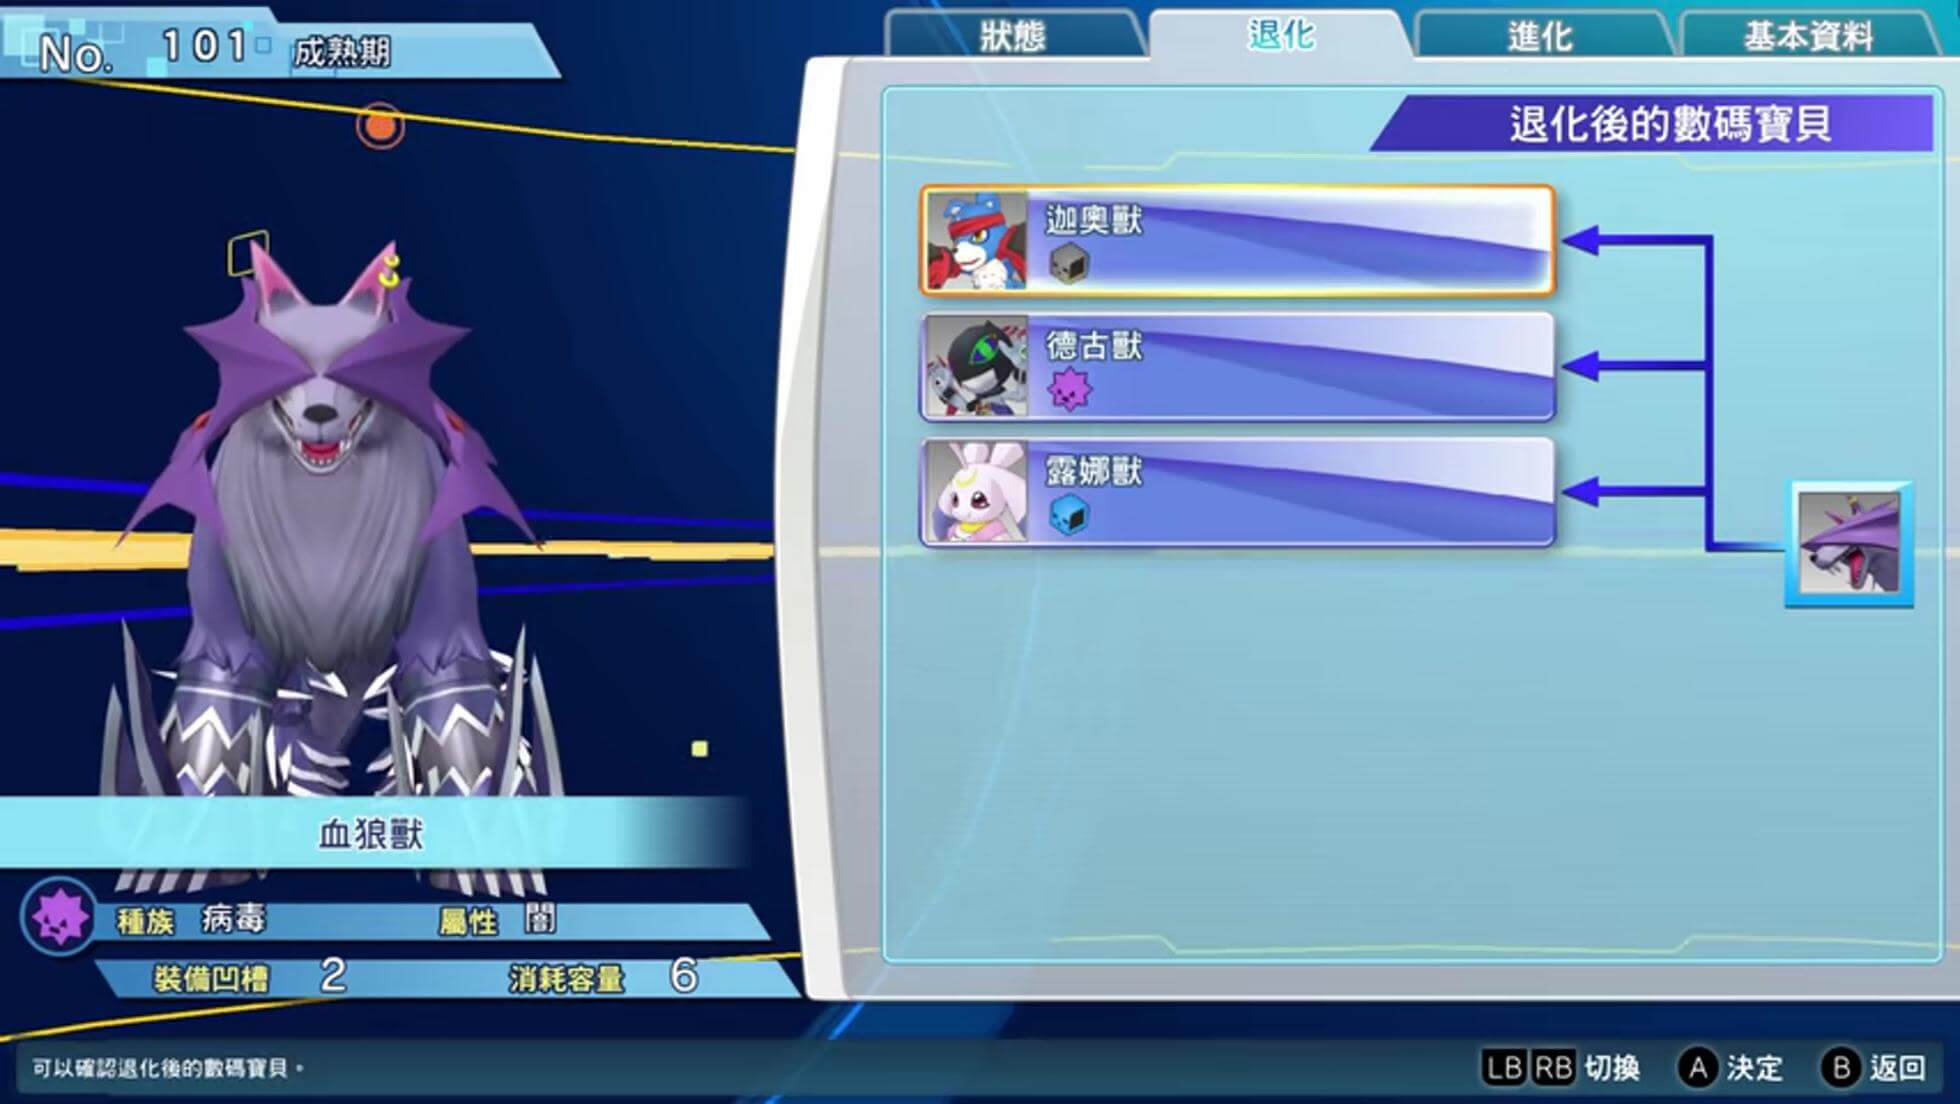 No. 101 成熟期
狀態 退化 進化 基本資料
退化後的數碼寶貝
迦奧獸
德古獸
露娜獸
血狼獸
種族 病毒 屬性 闇
裝備凹槽 2 消耗容量 6
可以確認退化後的數碼寶貝。
LB RB 切換 A 決定 B 返回